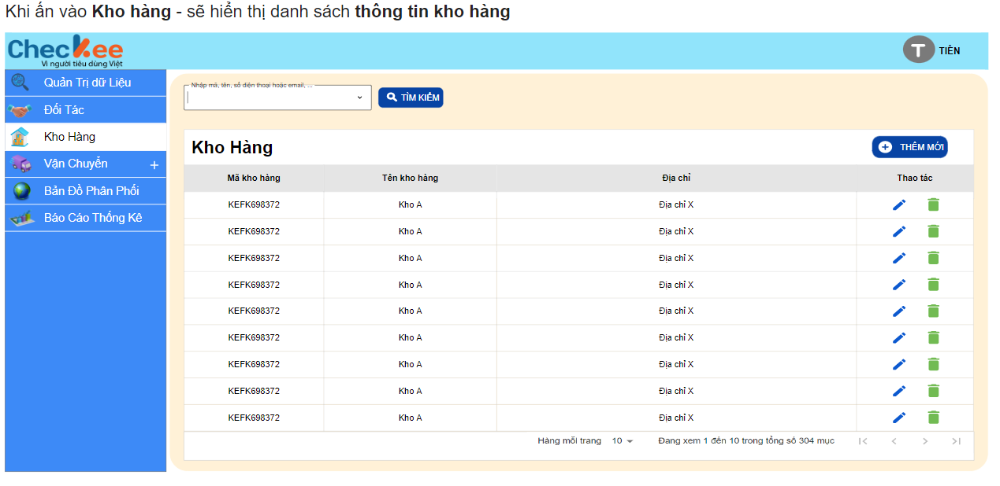 Khi ấn vào Kho hàng - sẽ hiển thị danh sách thông tin kho hàng
Checkee
Vì người tiêu dùng Việt
T TIÊN
Quản Trị dữ Liệu
Đối Tác
Kho Hàng
Vận Chuyển +
Bản Đồ Phân Phối
Báo Cáo Thống Kê
Nhập mã, tên, số điện thoại hoặc email, ...
TÌM KIẾM
Kho Hàng
THÊM MỚI
Mã kho hàng Tên kho hàng Địa chỉ Thao tác
KEFK698372 Kho A Địa chỉ X
KEFK698372 Kho A Địa chỉ X
KEFK698372 Kho A Địa chỉ X
KEFK698372 Kho A Địa chỉ X
KEFK698372 Kho A Địa chỉ X
KEFK698372 Kho A Địa chỉ X
KEFK698372 Kho A Địa chỉ X
KEFK698372 Kho A Địa chỉ X
KEFK698372 Kho A Địa chỉ X
Hàng mỗi trang 10 Đang xem 1 đến 10 trong tổng số 304 mục